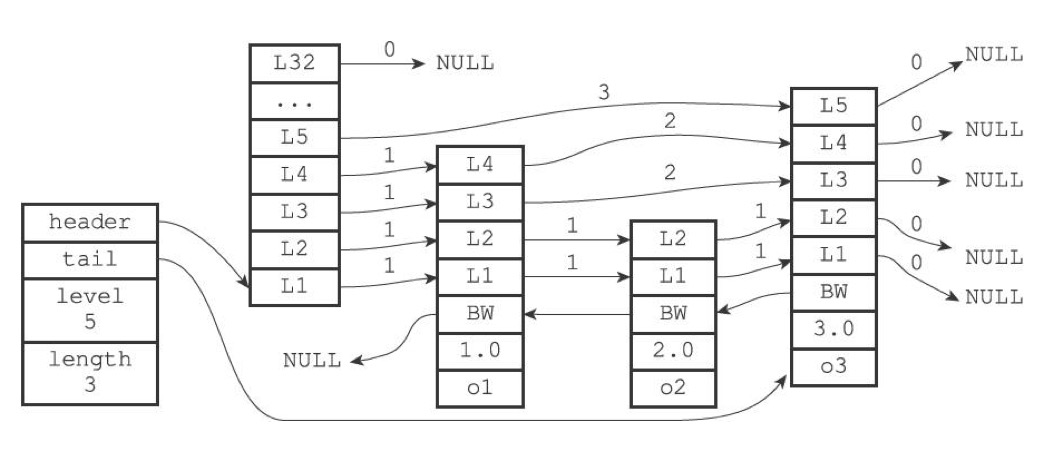 header
tail
level
5
length
3
L32
...
L5
L4
L3
L2
L1
0
NULL
3
1
1
1
1
L4
L3
L2
L1
BW
1.0
o1
NULL
2
2
1
1
L2
L1
BW
2.0
o2
1
1
L5
L4
L3
L2
L1
BW
3.0
o3
0
NULL
0
NULL
0
NULL
0
NULL
0
NULL